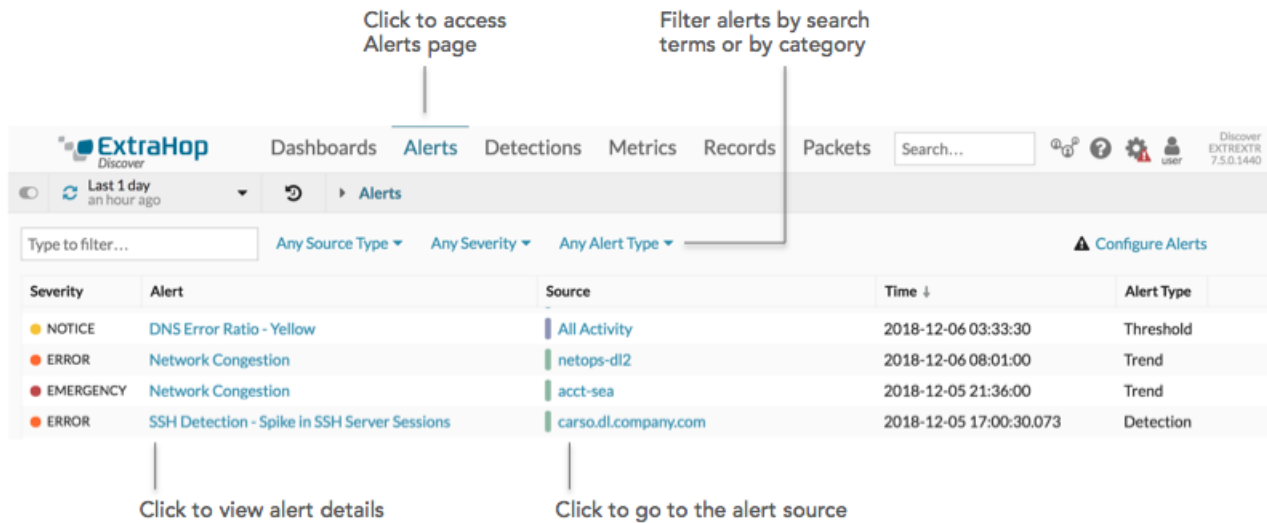 Click to access
Alerts page
Filter alerts by search
terms or by category
ExtraHop
Discover
Dashboards Alerts Detections Metrics Records Packets Search... user
Discover
EXTREXTR
7.5.0.1440
Last 1 day
an hour ago
Alerts
Type to filter... Any Source Type Any Severity Any Alert Type Configure Alerts
Severity Alert Source Time ↓ Alert Type
NOTICE DNS Error Ratio - Yellow All Activity 2018-12-06 03:33:30 Threshold
ERROR Network Congestion netops-dl2 2018-12-06 08:01:00 Trend
EMERGENCY Network Congestion acct-sea 2018-12-05 21:36:00 Trend
ERROR SSH Detection - Spike in SSH Server Sessions carso.dl.company.com 2018-12-05 17:00:30.073 Detection
Click to view alert details Click to go to the alert source